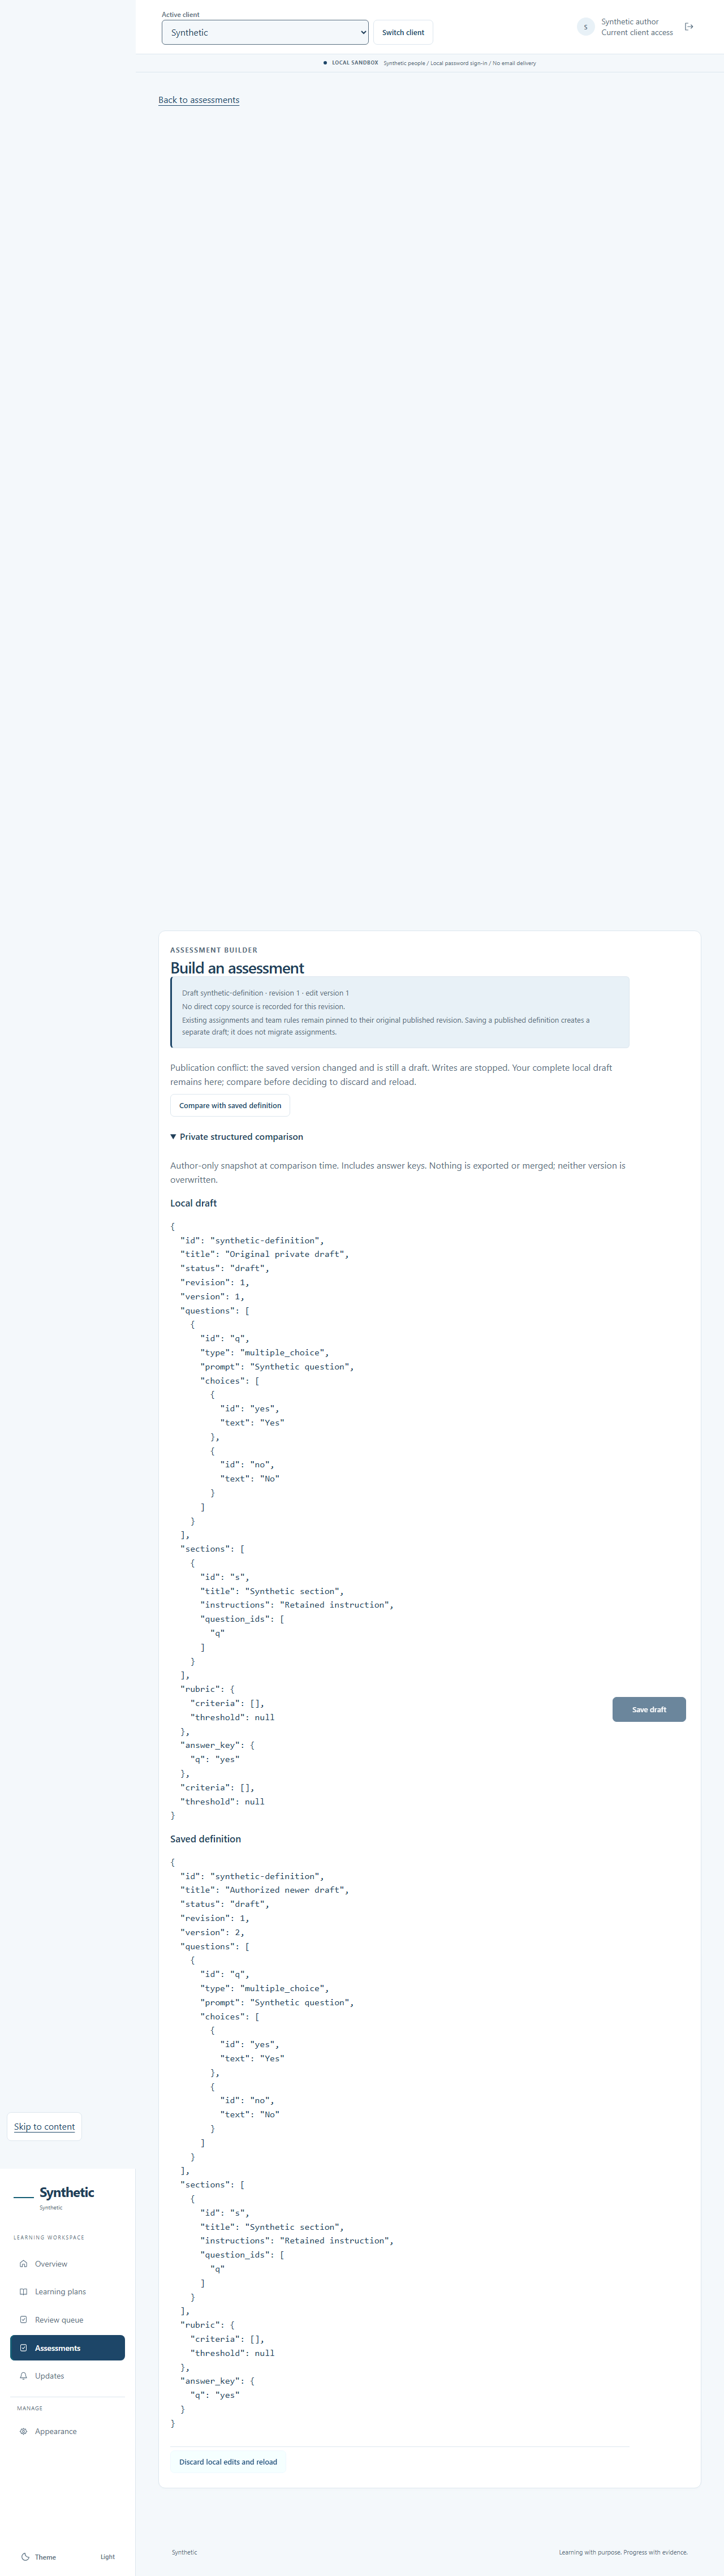 Active client
Synthetic
Switch client
S
Synthetic author
Current client access
LOCAL SANDBOX Synthetic people / Local password sign-in / No email delivery
Back to assessments
ASSESSMENT BUILDER
Build an assessment
Draft synthetic-definition · revision 1 · edit version 1
No direct copy source is recorded for this revision.
Existing assignments and team rules remain pinned to their original published revision. Saving a published definition creates a
separate draft; it does not migrate assignments.
Publication conflict: the saved version changed and is still a draft. Writes are stopped. Your complete local draft
remains here; compare before deciding to discard and reload.
Compare with saved definition
▼ Private structured comparison
Author-only snapshot at comparison time. Includes answer keys. Nothing is exported or merged; neither version is
overwritten.
Local draft
{
  "id": "synthetic-definition",
  "title": "Original private draft",
  "status": "draft",
  "revision": 1,
  "version": 1,
  "questions": [
    {
      "id": "q",
      "type": "multiple_choice",
      "prompt": "Synthetic question",
      "choices": [
        {
          "id": "yes",
          "text": "Yes"
        },
        {
          "id": "no",
          "text": "No"
        }
      ]
    }
  ],
  "sections": [
    {
      "id": "s",
      "title": "Synthetic section",
      "instructions": "Retained instruction",
      "question_ids": [
        "q"
      ]
    }
  ],
  "rubric": {
    "criteria": [],
    "threshold": null
  },
  "answer_key": {
    "q": "yes"
  },
  "criteria": [],
  "threshold": null
}
Save draft
Saved definition
{
  "id": "synthetic-definition",
  "title": "Authorized newer draft",
  "status": "draft",
  "revision": 1,
  "version": 2,
  "questions": [
    {
      "id": "q",
      "type": "multiple_choice",
      "prompt": "Synthetic question",
      "choices": [
        {
          "id": "yes",
          "text": "Yes"
        },
        {
          "id": "no",
          "text": "No"
        }
      ]
    }
  ],
  "sections": [
    {
      "id": "s",
      "title": "Synthetic section",
      "instructions": "Retained instruction",
      "question_ids": [
        "q"
      ]
    }
  ],
  "rubric": {
    "criteria": [],
    "threshold": null
  },
  "answer_key": {
    "q": "yes"
  }
}
Discard local edits and reload
Skip to content
Synthetic
Synthetic
LEARNING WORKSPACE
Overview
Learning plans
Review queue
Assessments
Updates
MANAGE
Appearance
Theme
Light
Synthetic
Learning with purpose. Progress with evidence.